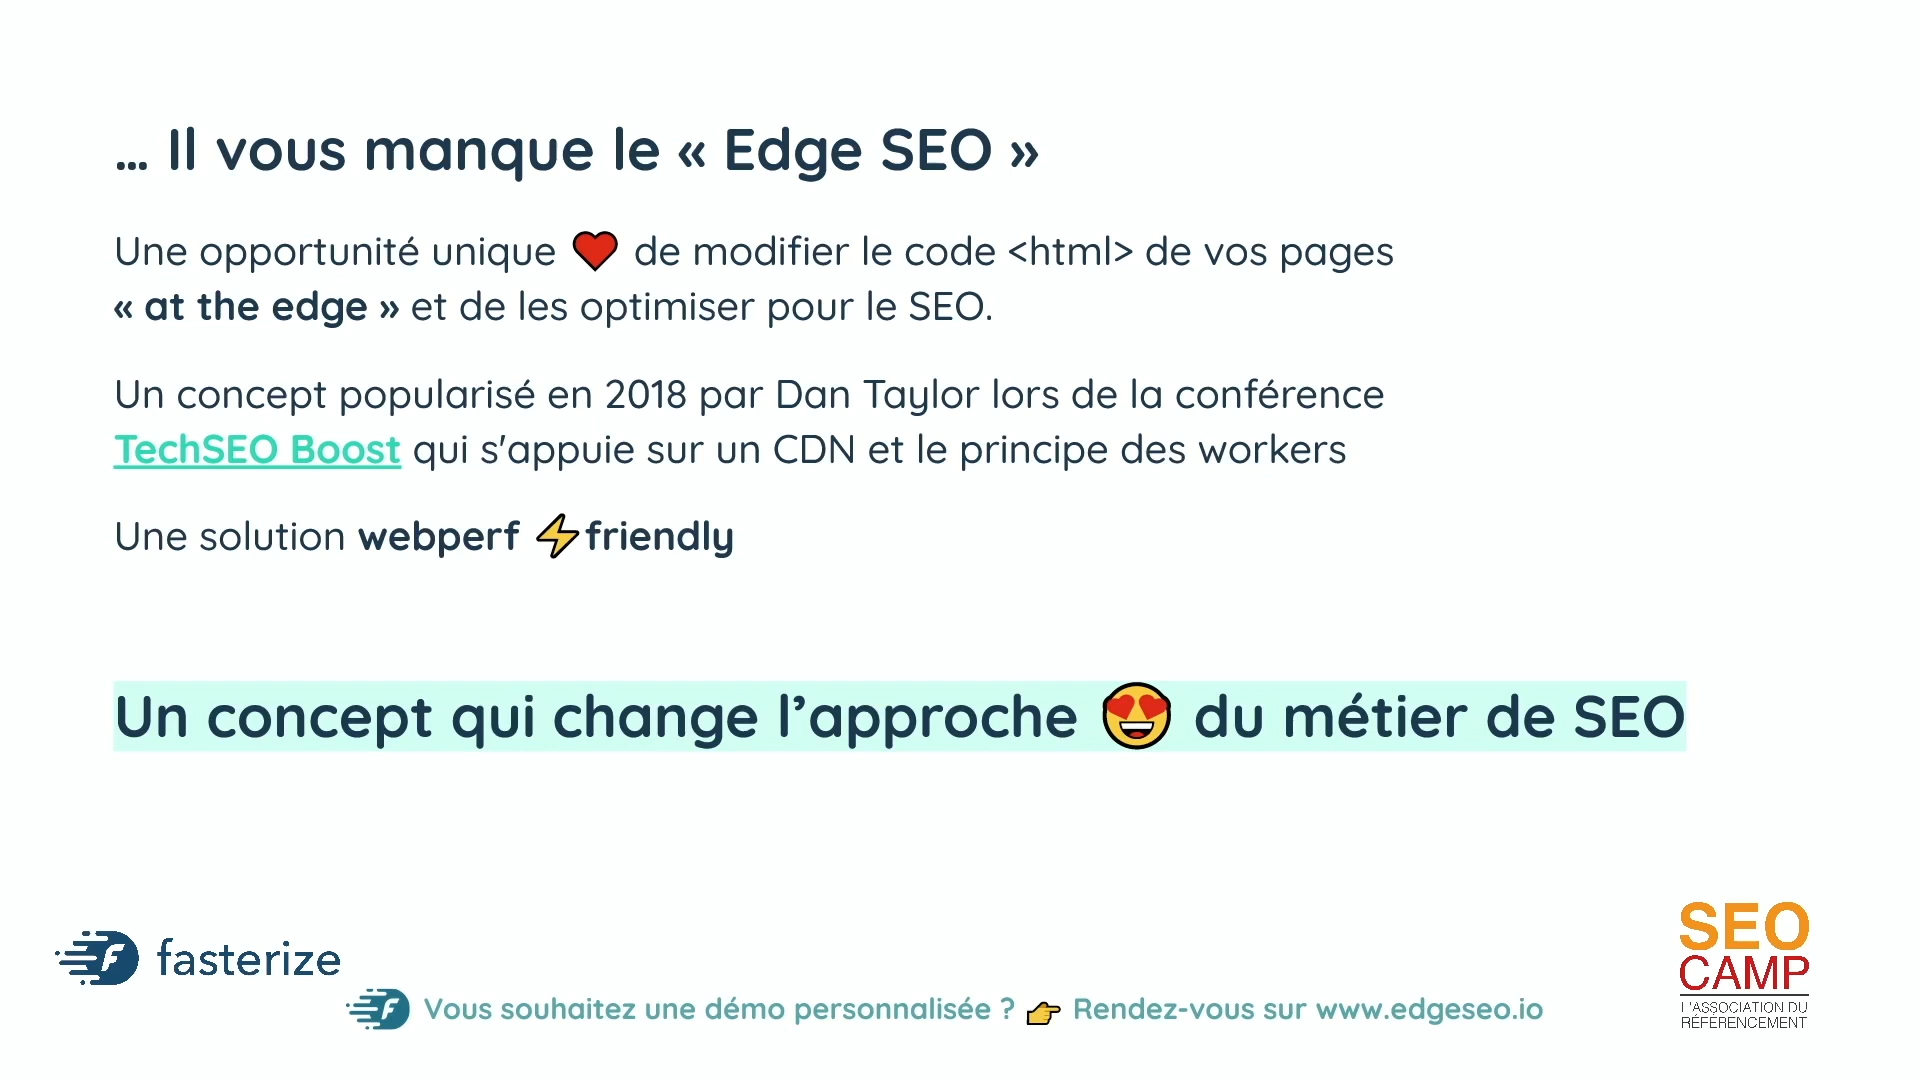 … Il vous manque le « Edge SEO »
Une opportunité unique ❤️ de modifier le code <html> de vos pages
« at the edge » et de les optimiser pour le SEO.
Un concept popularisé en 2018 par Dan Taylor lors de la conférence
TechSEO Boost qui s'appuie sur un CDN et le principe des workers
Une solution webperf ⚡friendly
Un concept qui change l’approche 😍 du métier de SEO
fasterize
Vous souhaitez une démo personnalisée ? 👉 Rendez-vous sur www.edgeseo.io
SEO
CAMP
L'ASSOCIATION DU
RÉFÉRENCEMENT